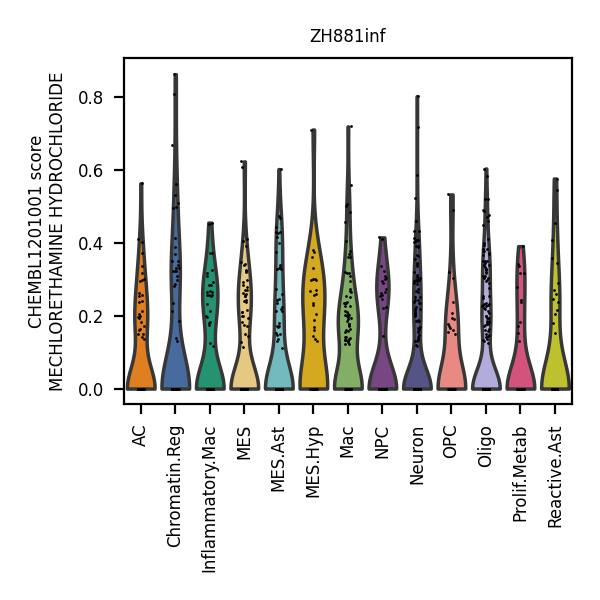 ZH881inf
CHEMBL1201001 score
MECHLORETHAMINE HYDROCHLORIDE
0.8
0.6
0.4
0.2
0.0
AC
Chromatin.Reg
Inflammatory.Mac
MES
MES.Ast
MES.Hyp
Mac
NPC
Neuron
OPC
Oligo
Prolif.Metab
Reactive.Ast